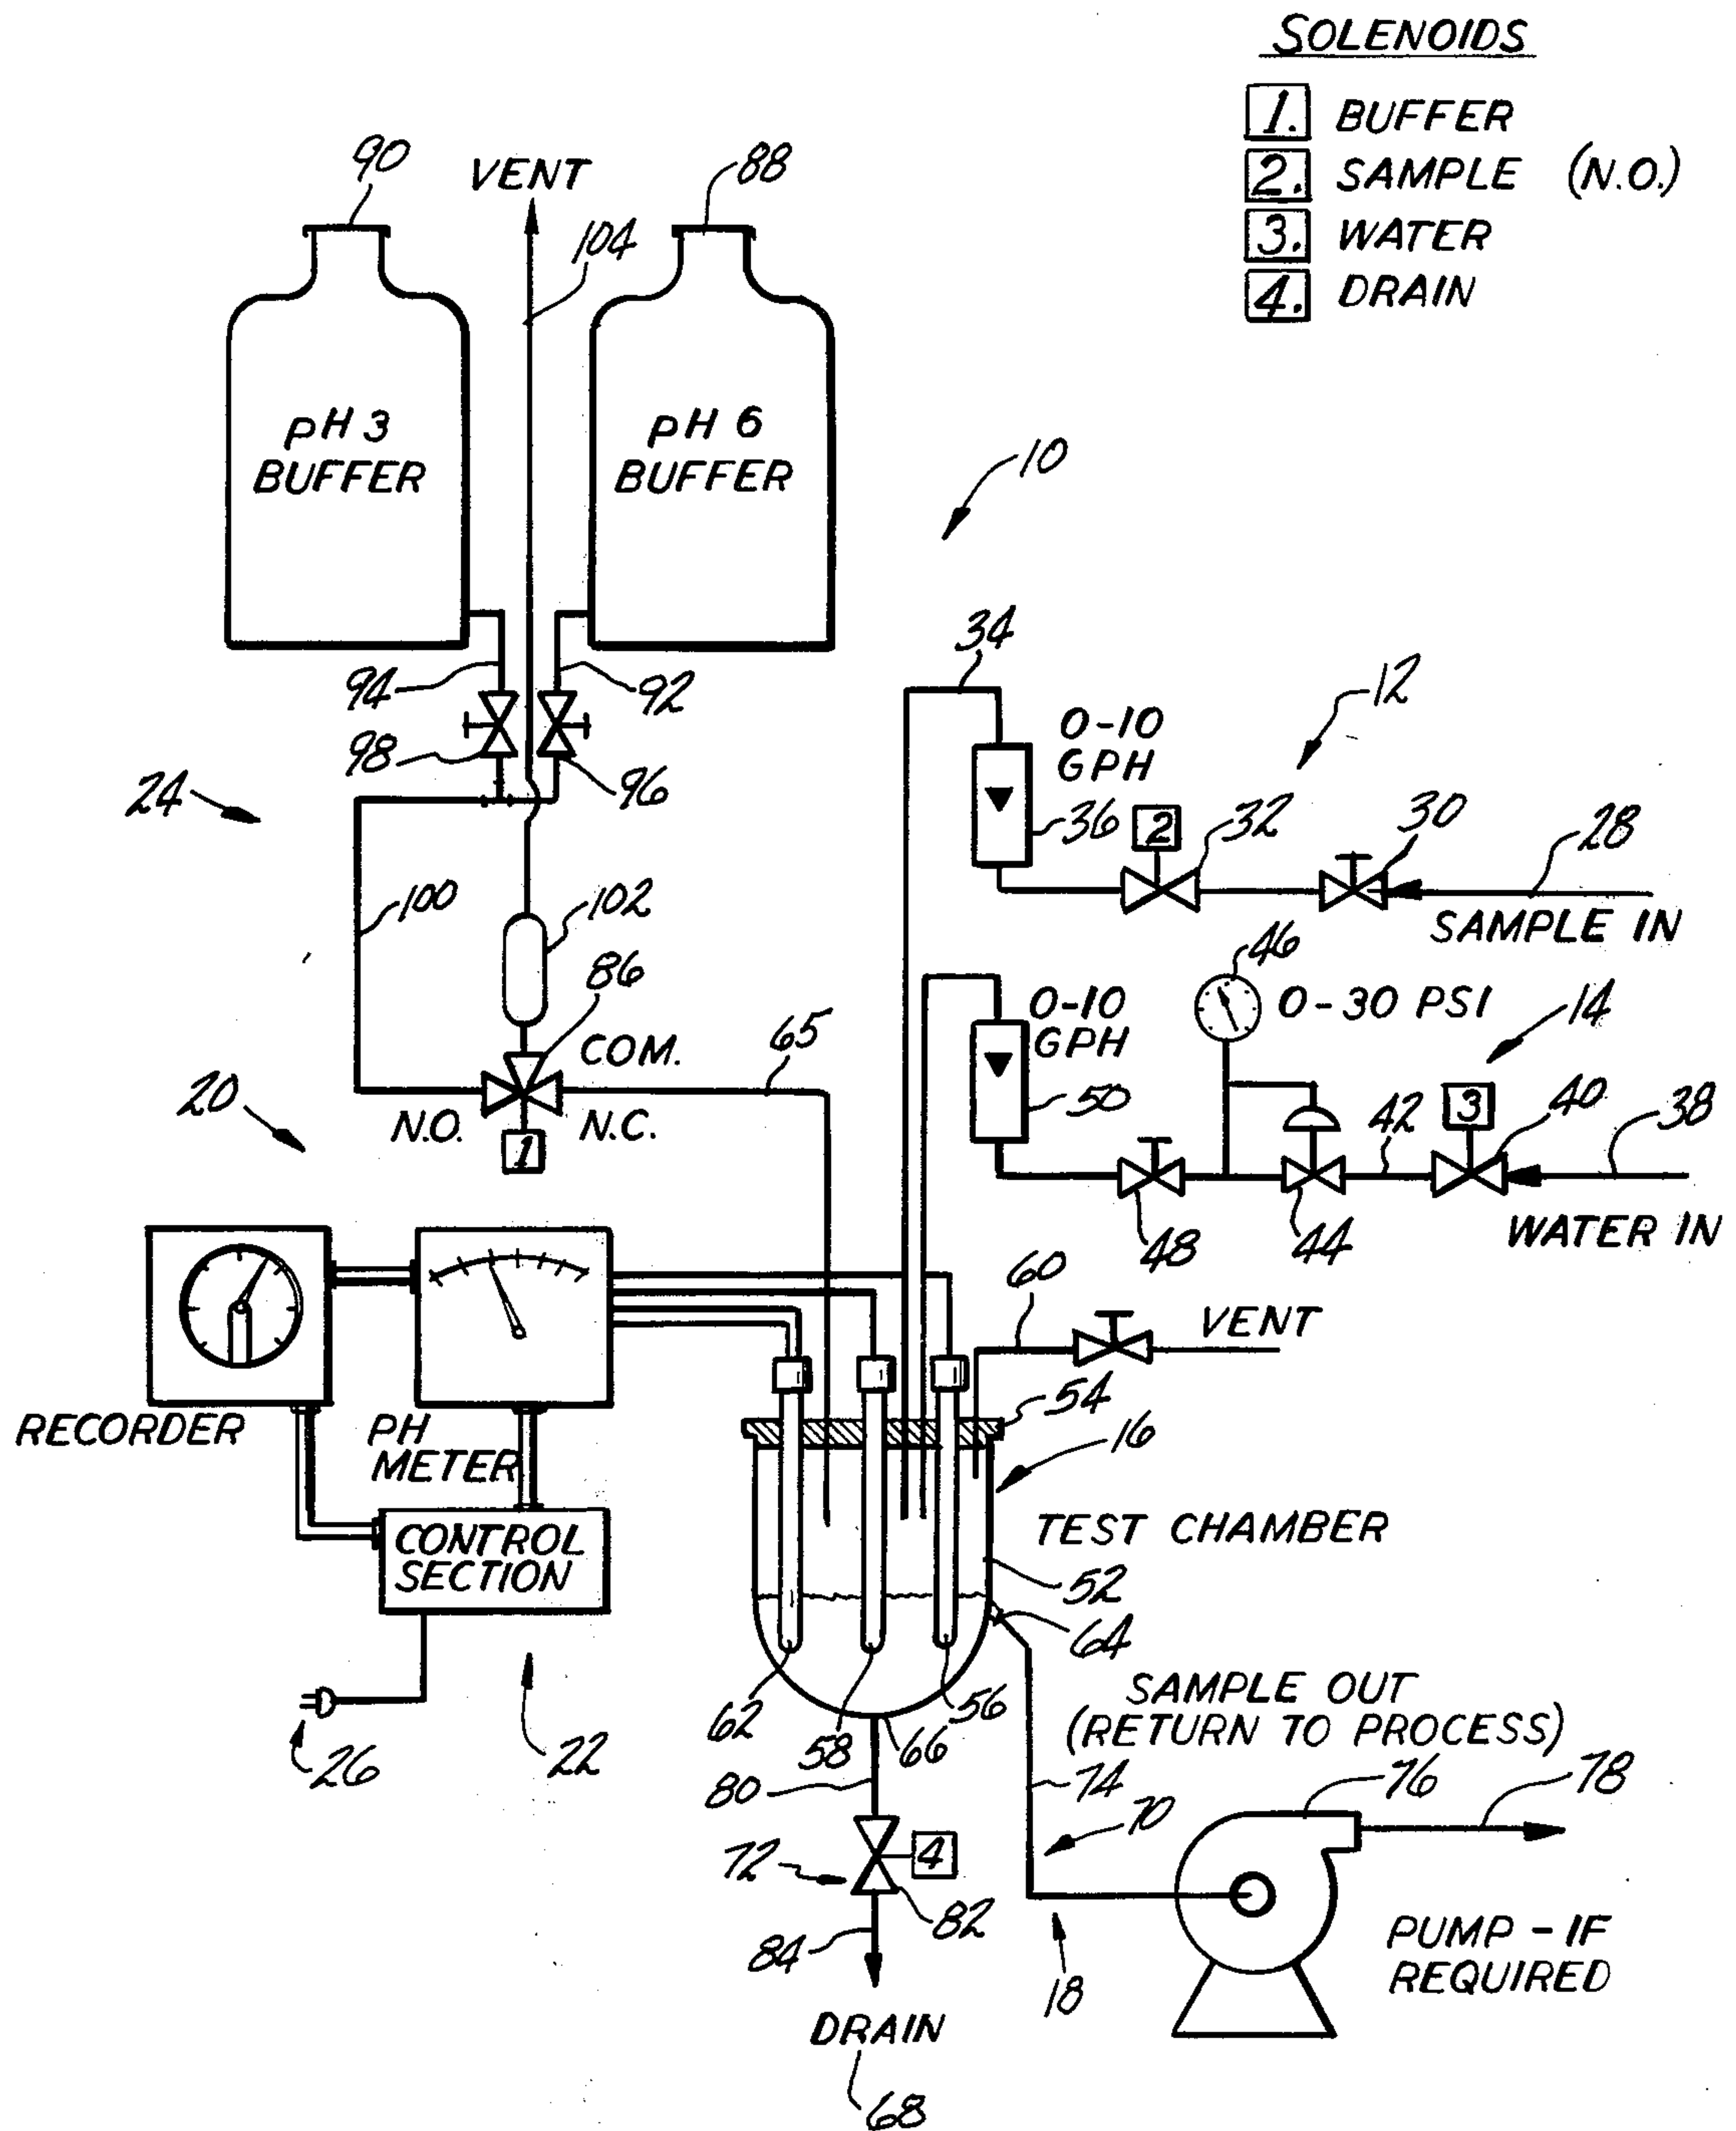 SOLENOIDS
1. BUFFER
2. SAMPLE (N.O.)
3. WATER
4. DRAIN
90
VENT
88
104
pH 3
BUFFER
pH 6
BUFFER
10
34
12
94
92
0-10
GPH
98
96
24
36
2
32
30
28
100
102
SAMPLE IN
86
46
0-30 PSI
14
0-10
GPH
COM.
65
20
50
N.O.
N.C.
1
42
3
40
38
48
44
WATER IN
60
VENT
54
RECORDER
PH
METER
16
TEST CHAMBER
CONTROL
SECTION
52
64
62
58
66
56
SAMPLE OUT
(RETURN TO PROCESS)
26
22
80
74
76
78
70
72
4
82
84
18
PUMP - IF
REQUIRED
DRAIN
68